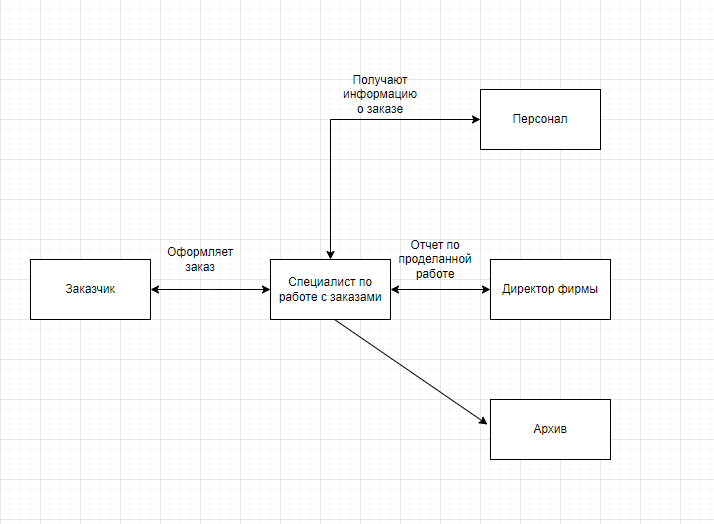 Получают
информацию
о заказе
Персонал
Оформляет
заказ
Отчет по
проделанной
работе
Заказчик
Специалист по
работе с заказами
Директор фирмы
Архив